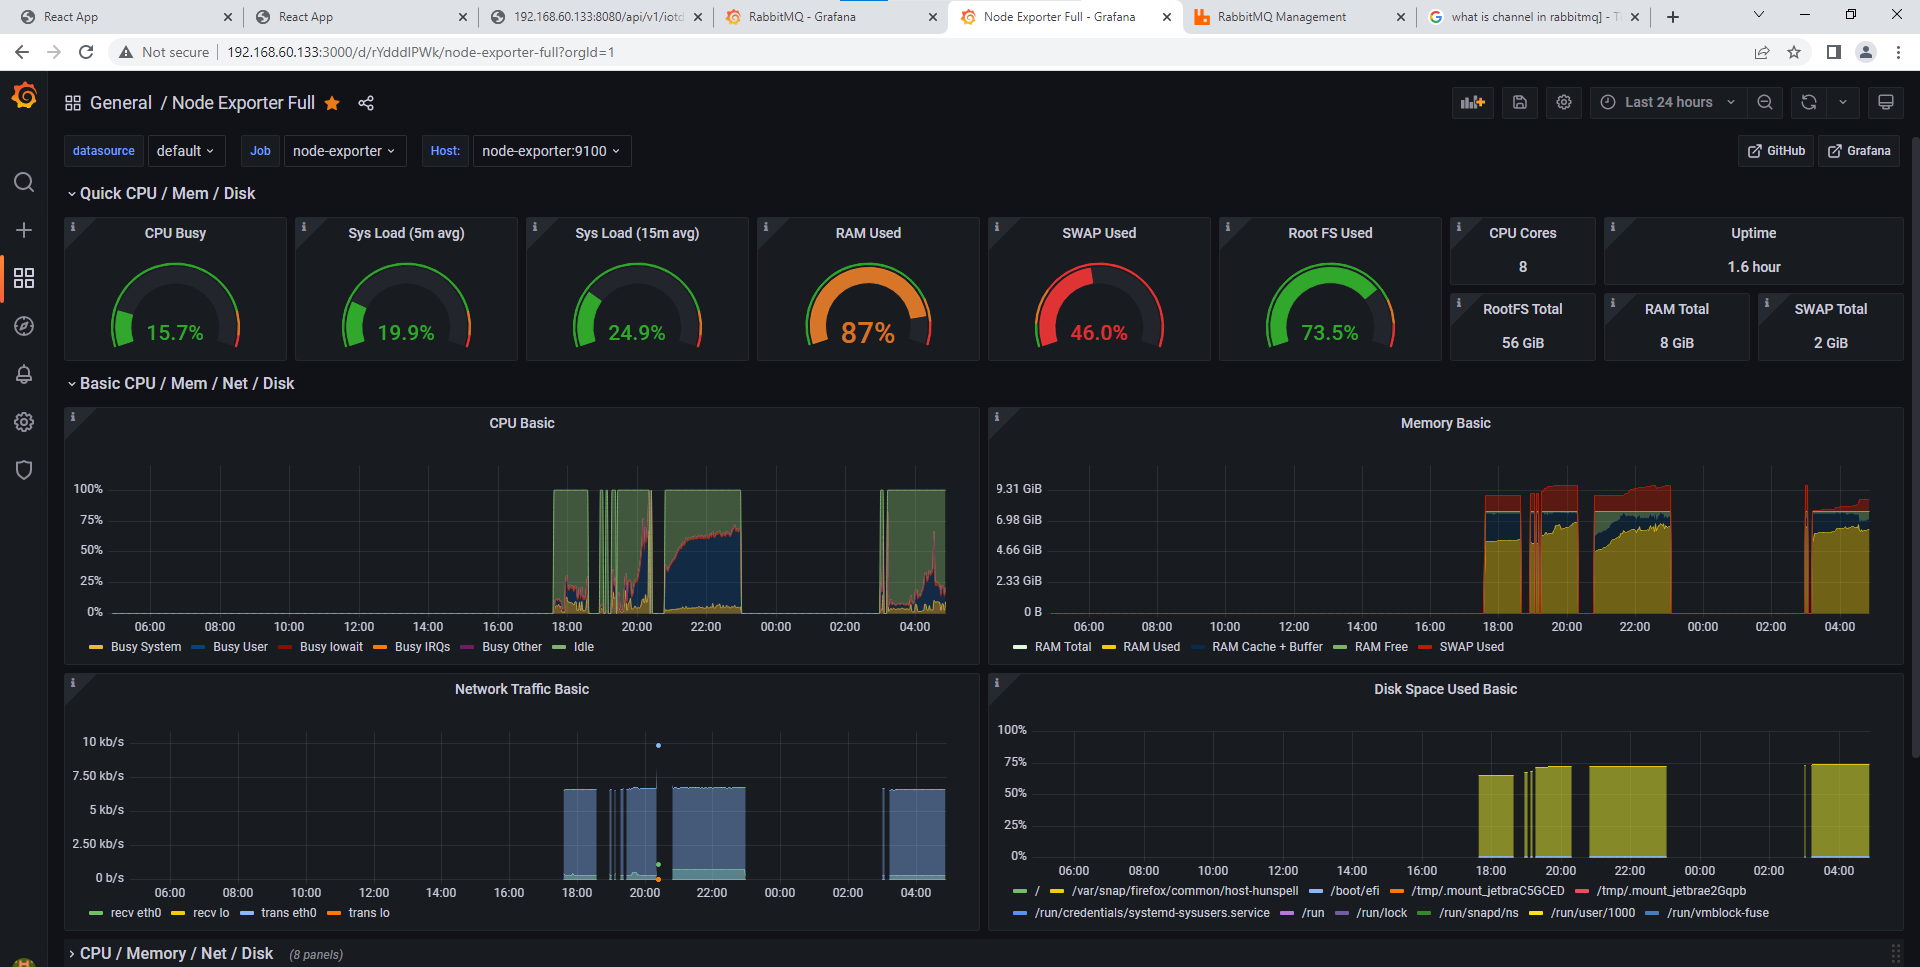 React App
React App
192.168.60.133:8080/api/v1/iotd
RabbitMQ - Grafana
Node Exporter Full - Grafana
RabbitMQ Management
what is channel in rabbitmq] -
Not secure
192.168.60.133:3000/d/rYdddlPWk/node-exporter-full?orgId=1
General / Node Exporter Full
Last 24 hours
datasource
default
Job
node-exporter
Host:
node-exporter:9100
GitHub
Grafana
Quick CPU / Mem / Disk
CPU Busy
15.7%
Sys Load (5m avg)
19.9%
Sys Load (15m avg)
24.9%
RAM Used
87%
SWAP Used
46.0%
Root FS Used
73.5%
CPU Cores
8
Uptime
1.6 hour
RootFS Total
56 GiB
RAM Total
8 GiB
SWAP Total
2 GiB
Basic CPU / Mem / Net / Disk
CPU Basic
100%
75%
50%
25%
0%
06:00 08:00 10:00 12:00 14:00 16:00 18:00 20:00 22:00 00:00 02:00 04:00
Busy System Busy User Busy Iowait Busy IRQs Busy Other Idle
Memory Basic
9.31 GiB
6.98 GiB
4.66 GiB
2.33 GiB
0 B
06:00 08:00 10:00 12:00 14:00 16:00 18:00 20:00 22:00 00:00 02:00 04:00
RAM Total RAM Used RAM Cache + Buffer RAM Free SWAP Used
Network Traffic Basic
10 kb/s
7.50 kb/s
5 kb/s
2.50 kb/s
0 b/s
06:00 08:00 10:00 12:00 14:00 16:00 18:00 20:00 22:00 00:00 02:00 04:00
recv eth0 recv lo trans eth0 trans lo
Disk Space Used Basic
100%
75%
50%
25%
0%
06:00 08:00 10:00 12:00 14:00 16:00 18:00 20:00 22:00 00:00 02:00 04:00
/ /var/snap/firefox/common/host-hunspell /boot/efi /tmp/.mount_jetbraC5GCED /tmp/.mount_jetbrae2Gqpb
/run/credentials/systemd-sysusers.service /run /run/lock /run/snapd/ns /run/user/1000 /run/vmblock-fuse
CPU / Memory / Net / Disk (8 panels)